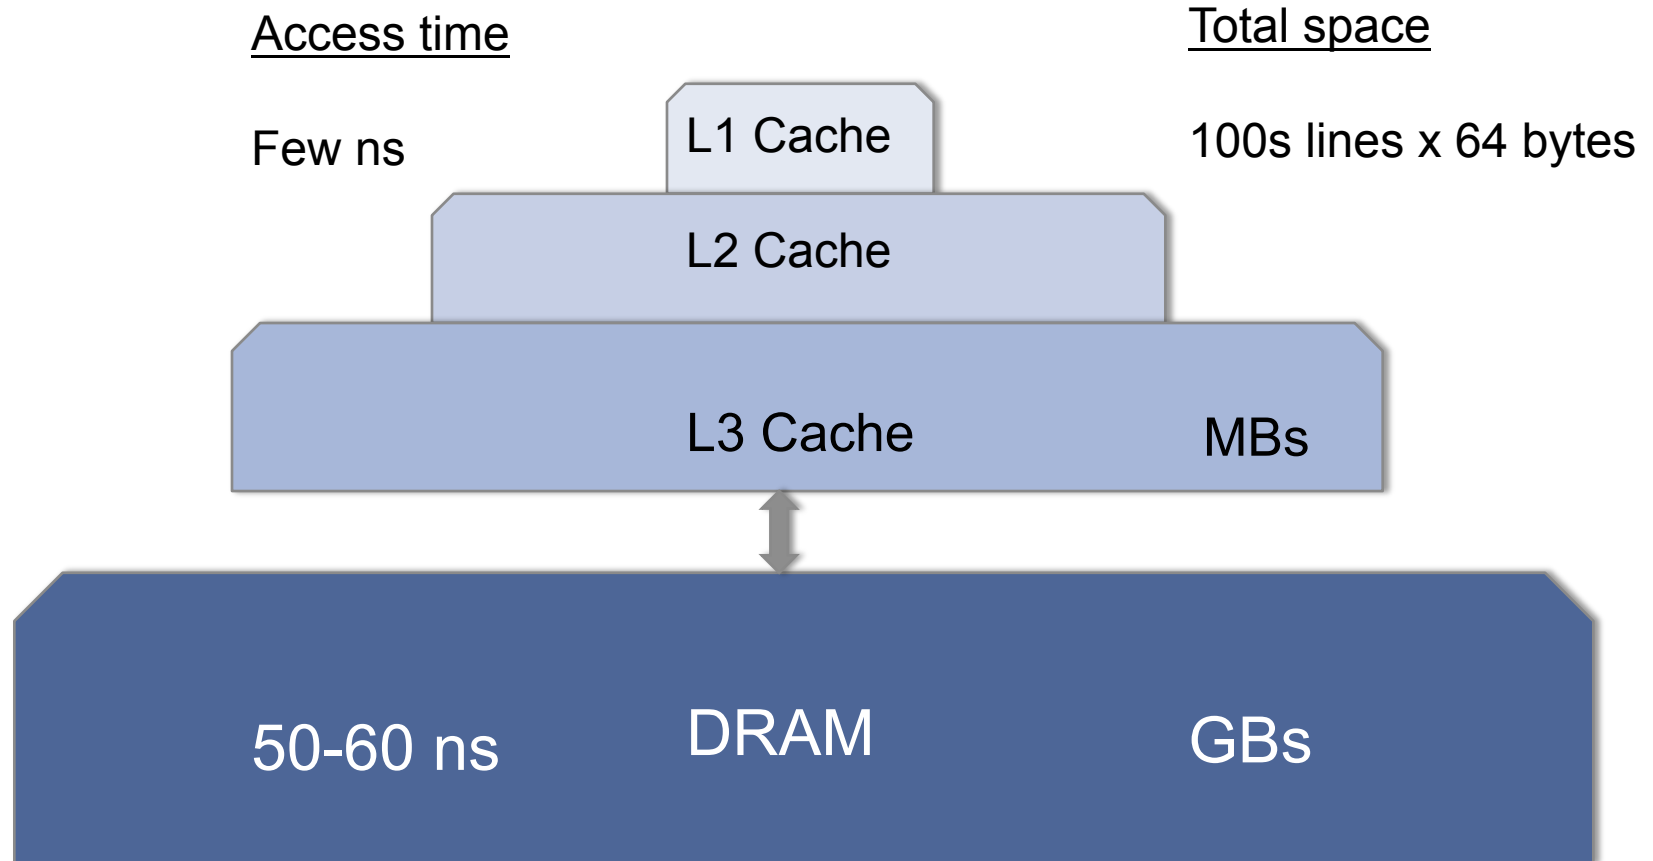 Access time
Total space
Few ns
L1 Cache
100s lines x 64 bytes
L2 Cache
L3 Cache
MBs
50-60 ns
DRAM
GBs